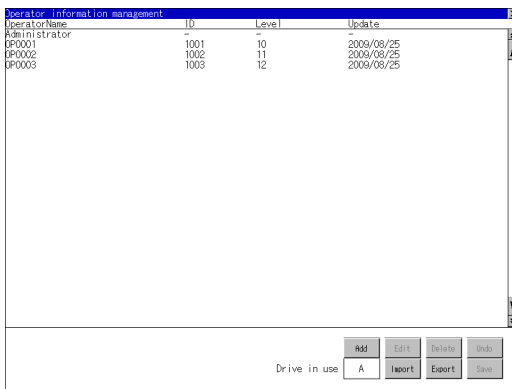 Operator information management
OperatorName ID Level Update
Administrator - - -
OP0001 1001 10 2009/08/25
OP0002 1002 11 2009/08/25
OP0003 1003 12 2009/08/25
Add Edit Delete Undo
Drive in use A Import Export Save